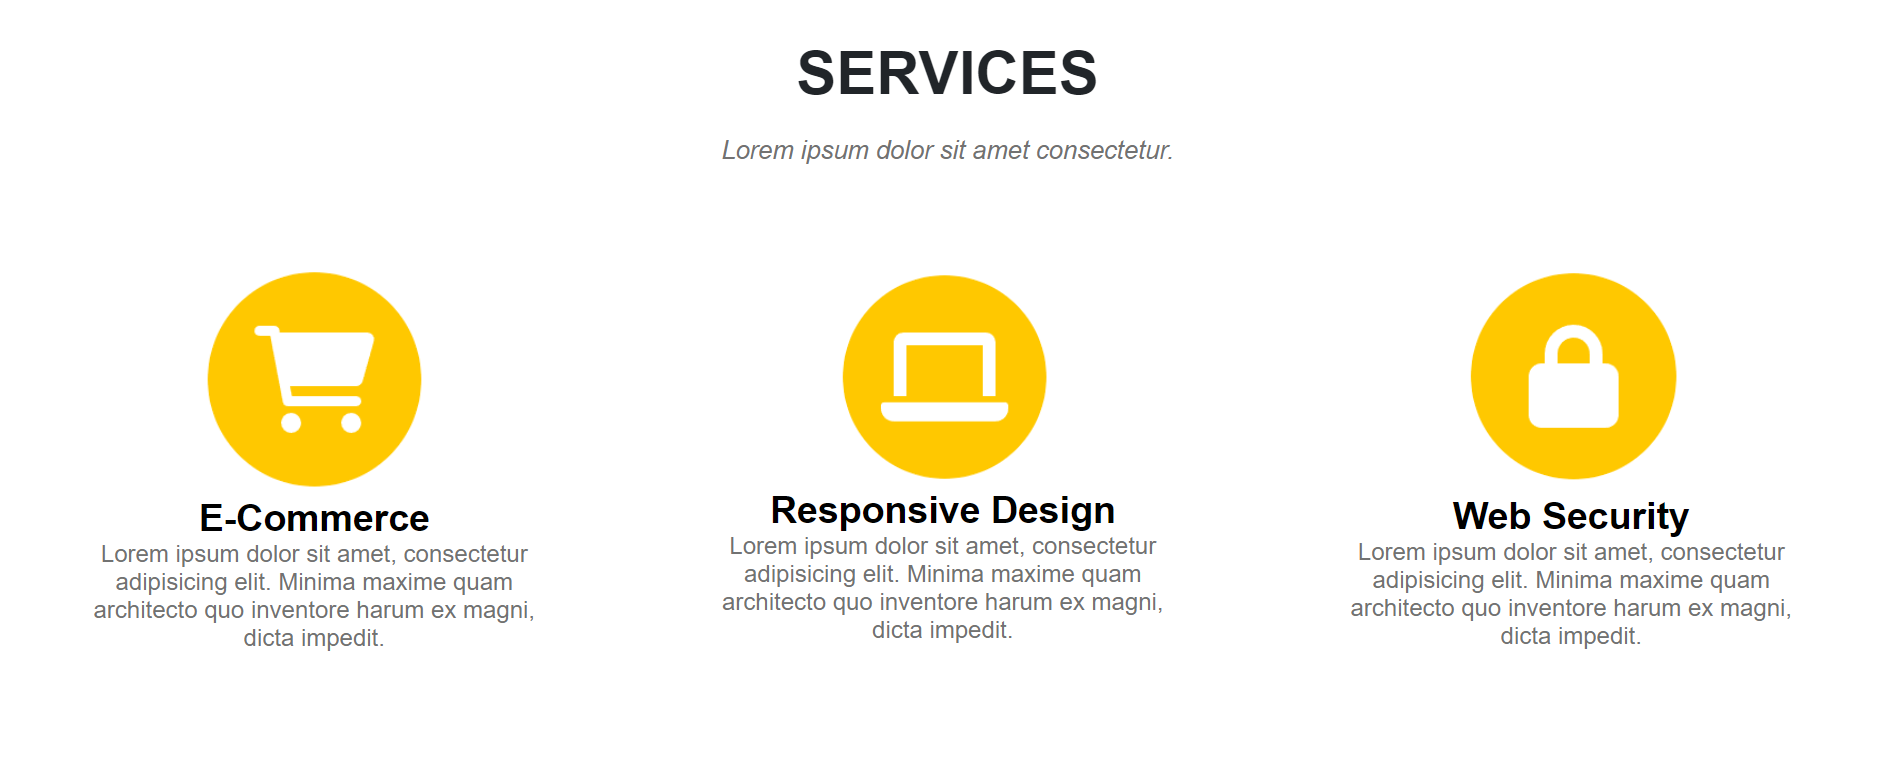 SERVICES
Lorem ipsum dolor sit amet consectetur.
E-Commerce
Lorem ipsum dolor sit amet, consectetur
adipisicing elit. Minima maxime quam
architecto quo inventore harum ex magni,
dicta impedit.
Responsive Design
Lorem ipsum dolor sit amet, consectetur
adipisicing elit. Minima maxime quam
architecto quo inventore harum ex magni,
dicta impedit.
Web Security
Lorem ipsum dolor sit amet, consectetur
adipisicing elit. Minima maxime quam
architecto quo inventore harum ex magni,
dicta impedit.